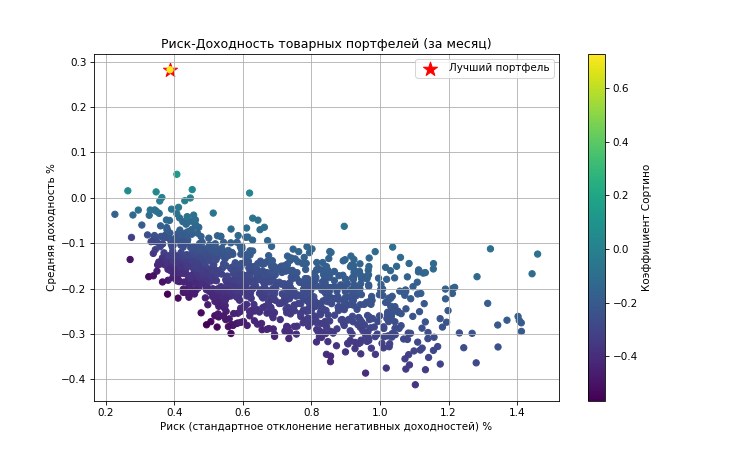 Риск-Доходность товарных портфелей (за месяц)
Лучший портфель
Средняя доходность %
0.3
0.2
0.1
0.0
−0.1
−0.2
−0.3
−0.4
0.2 0.4 0.6 0.8 1.0 1.2 1.4
Риск (стандартное отклонение негативных доходностей) %
0.6
0.4
0.2
0.0
−0.2
−0.4
Коэффициент Сортино